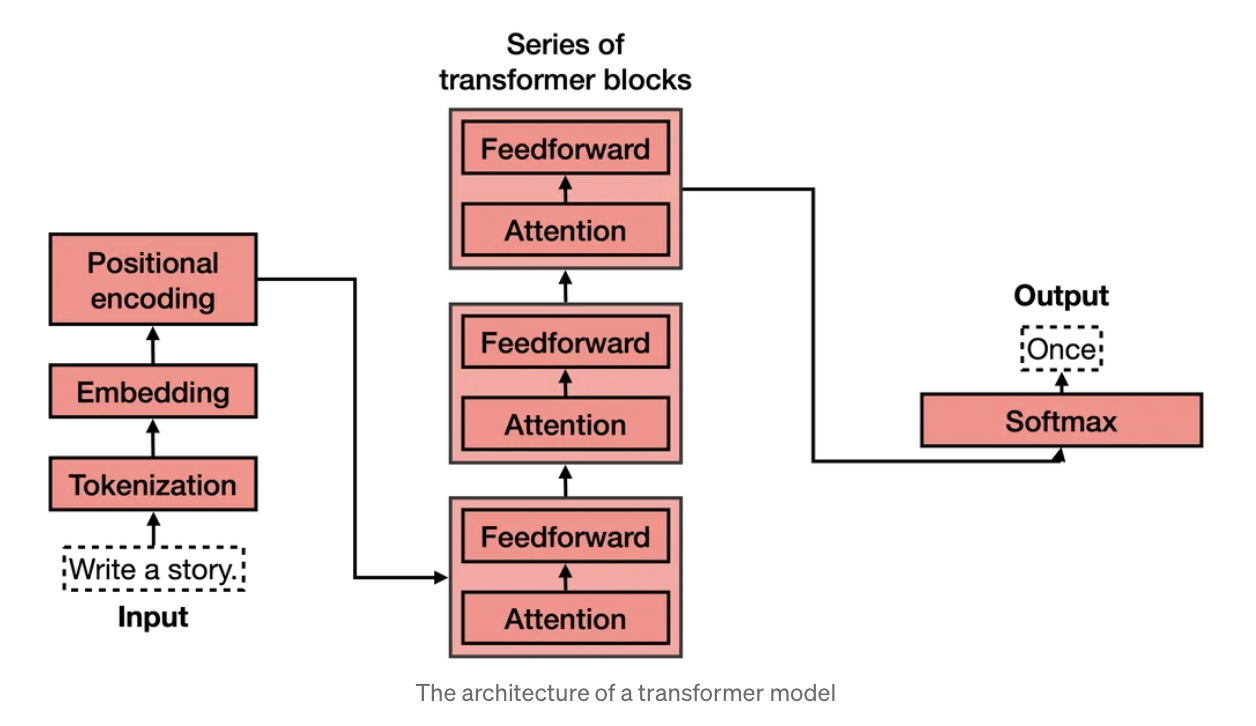 Series of
transformer blocks
Feedforward
Attention
Feedforward
Attention
Feedforward
Attention
Positional
encoding
Embedding
Tokenization
Write a story.
Input
Output
Once
Softmax
The architecture of a transformer model